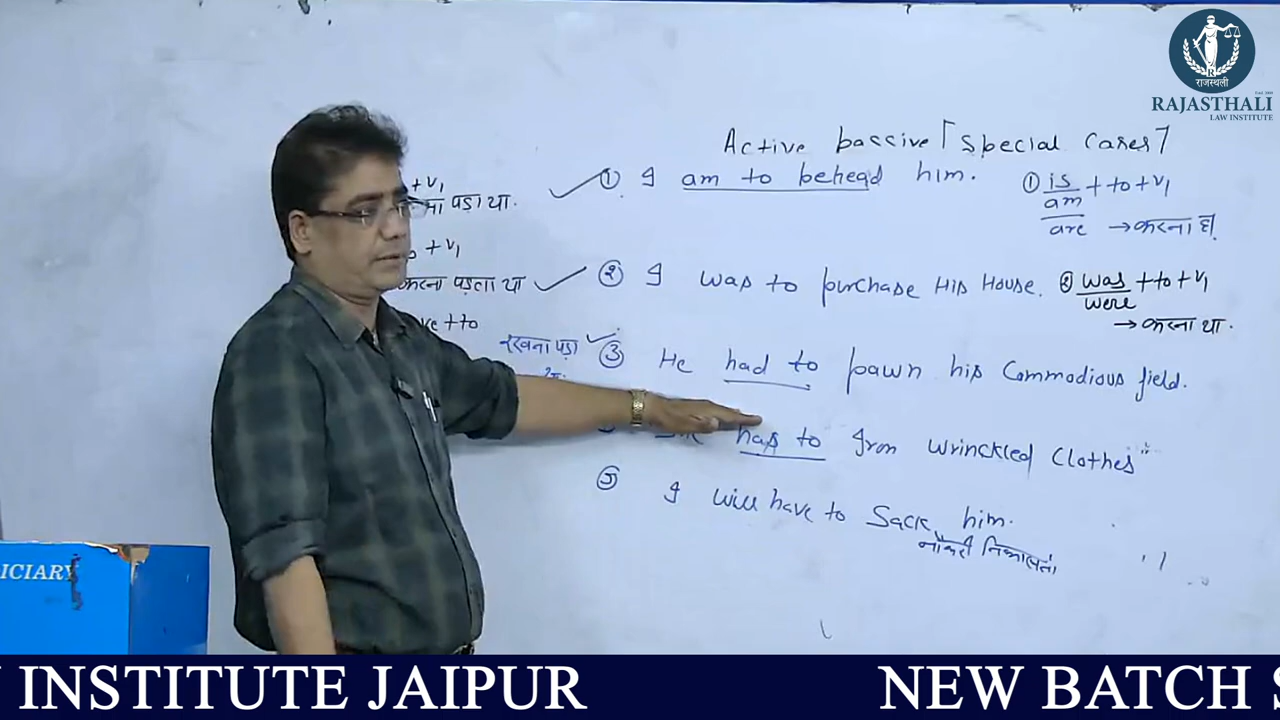 राजस्थली
RAJASTHALI
LAW INSTITUTE
Active passive [Special Cases]
① I am to behead him.
① is/am/are + to + v1
→ करना है
② I was to purchase His House.
② was/were + to + v1
→ करना था.
③ He had to pawn his Commodious field.
has to Iron Wrinckled Clothes
⑤ I will have to Sack him.
नौकरी निकालना
+ v1
पड़ा था.
+ v1
करना पड़ता था
+ to
रखना पड़ा
ICIARY
INSTITUTE JAIPUR
NEW BATCH S